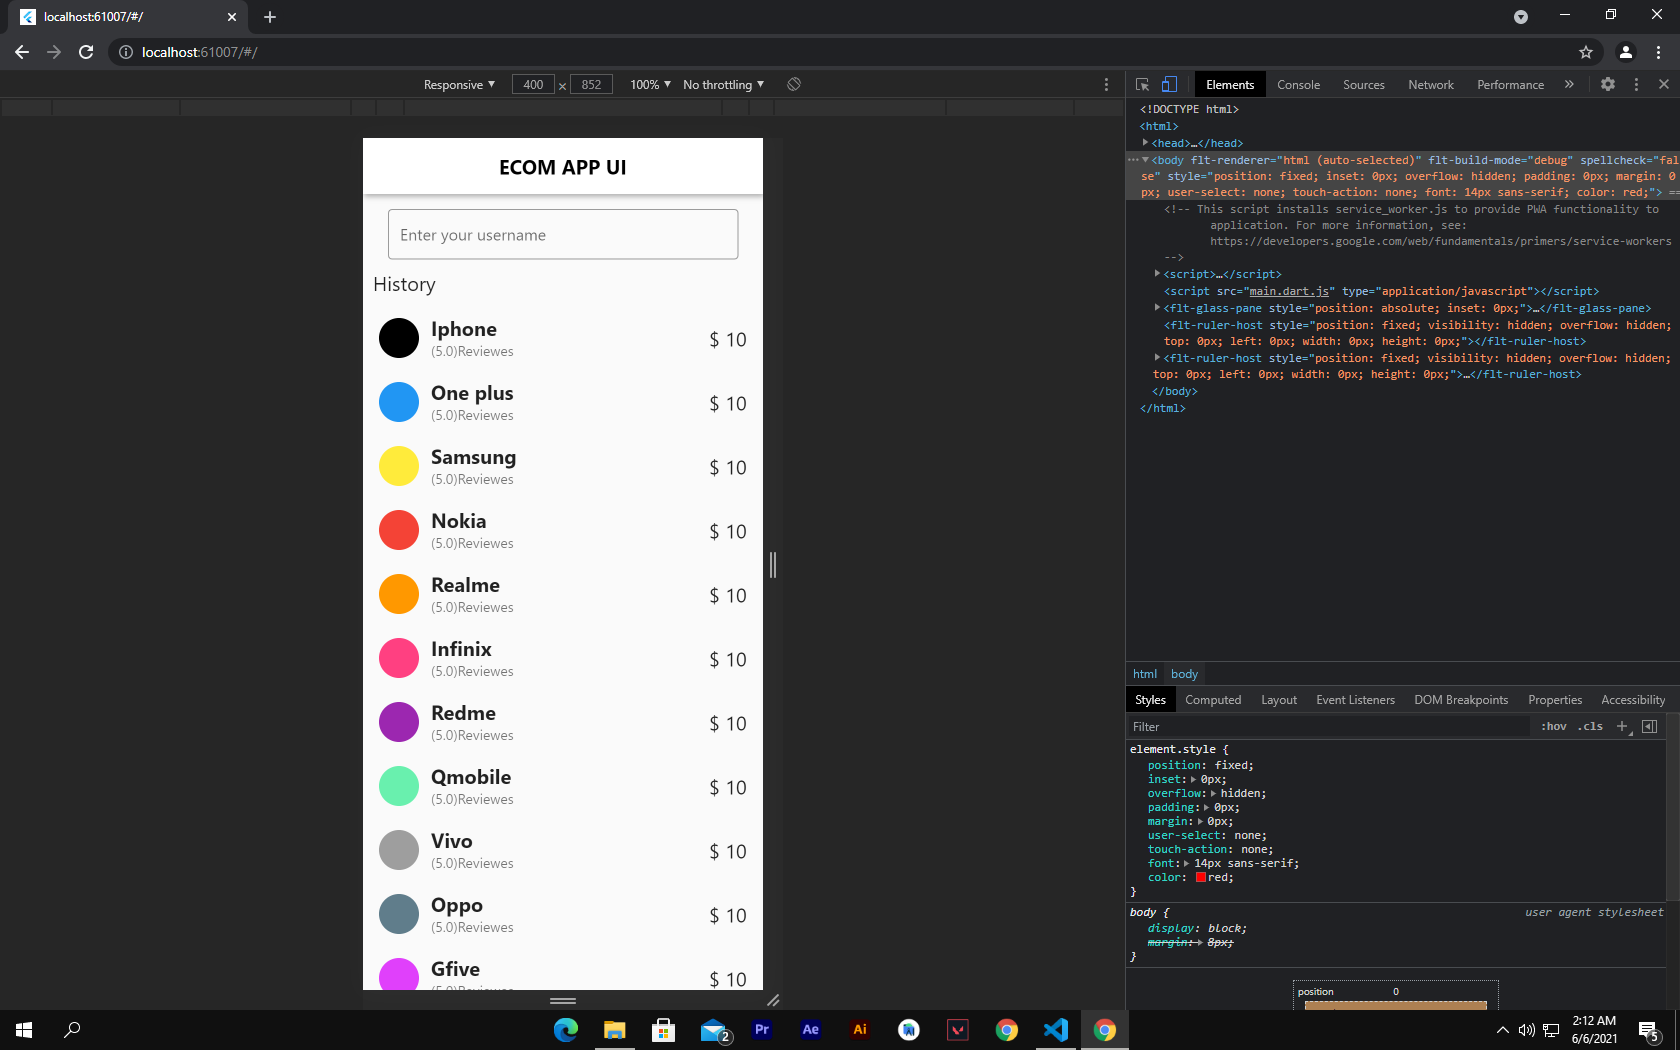 localhost:61007/#/
localhost:61007/#/
Responsive 400 × 852 100% No throttling
Elements Console Sources Network Performance »
ECOM APP UI
Enter your username
History
Iphone
(5.0)Reviewes
$ 10
One plus
(5.0)Reviewes
$ 10
Samsung
(5.0)Reviewes
$ 10
Nokia
(5.0)Reviewes
$ 10
Realme
(5.0)Reviewes
$ 10
Infinix
(5.0)Reviewes
$ 10
Redme
(5.0)Reviewes
$ 10
Qmobile
(5.0)Reviewes
$ 10
Vivo
(5.0)Reviewes
$ 10
Oppo
(5.0)Reviewes
$ 10
Gfive
(5.0)Reviewes
$ 10
<!DOCTYPE html>
<html>
<head>…</head>
<body flt-renderer="html (auto-selected)" flt-build-mode="debug" spellcheck="fal
se" style="position: fixed; inset: 0px; overflow: hidden; padding: 0px; margin: 0
px; user-select: none; touch-action: none; font: 14px sans-serif; color: red;"> ==
<!-- This script installs service_worker.js to provide PWA functionality to
application. For more information, see:
https://developers.google.com/web/fundamentals/primers/service-workers
-->
<script>…</script>
<script src="main.dart.js" type="application/javascript"></script>
<flt-glass-pane style="position: absolute; inset: 0px;">…</flt-glass-pane>
<flt-ruler-host style="position: fixed; visibility: hidden; overflow: hidden;
top: 0px; left: 0px; width: 0px; height: 0px;"></flt-ruler-host>
<flt-ruler-host style="position: fixed; visibility: hidden; overflow: hidden;
top: 0px; left: 0px; width: 0px; height: 0px;">…</flt-ruler-host>
</body>
</html>
html body
Styles Computed Layout Event Listeners DOM Breakpoints Properties Accessibility
Filter :hov .cls +
element.style {
position: fixed;
inset: 0px;
overflow: hidden;
padding: 0px;
margin: 0px;
user-select: none;
touch-action: none;
font: 14px sans-serif;
color: red;
}
body { user agent stylesheet
display: block;
margin: 8px;
}
position 0
2 Pr Ae Ai
2:12 AM
6/6/2021
5